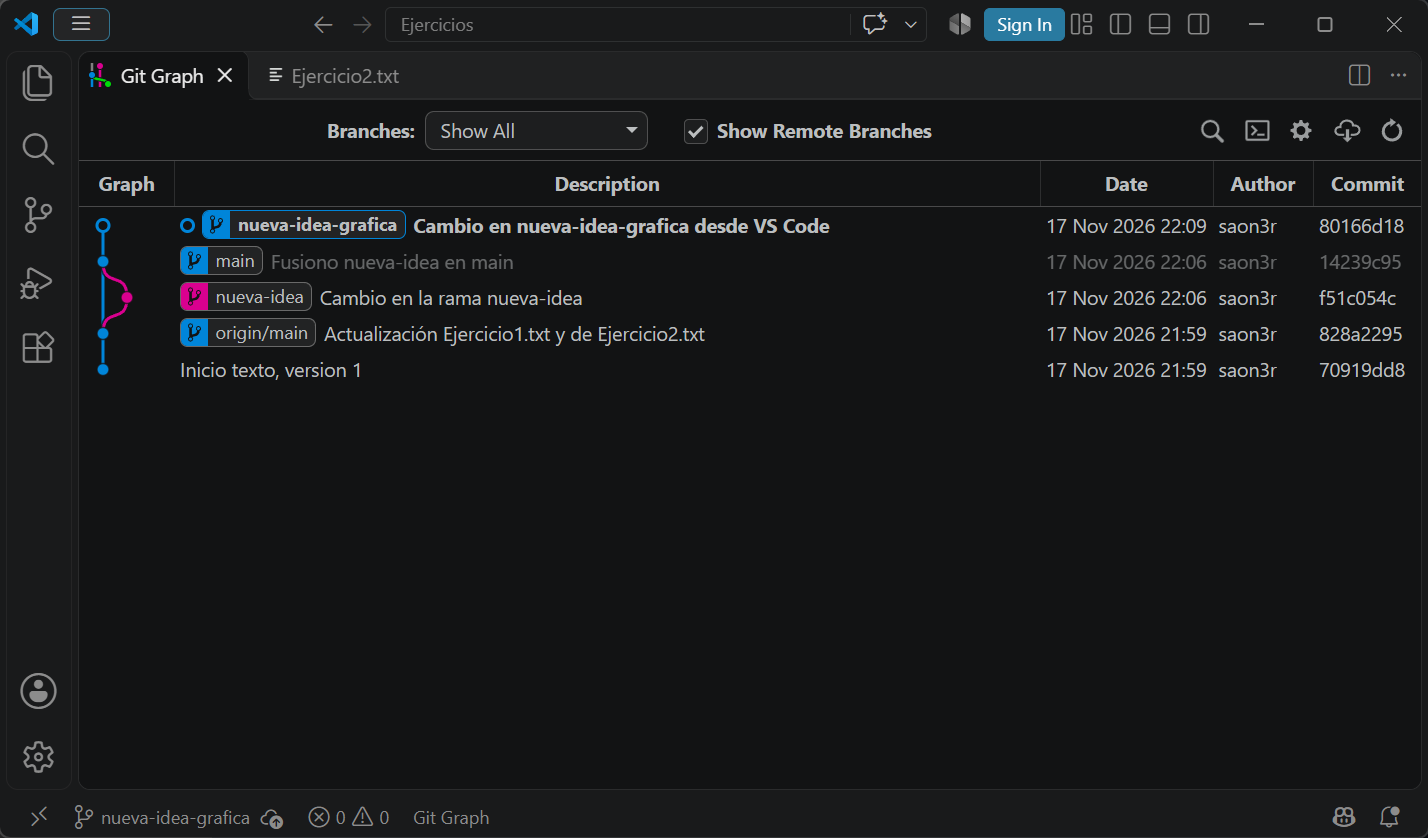 Ejercicios
Sign In
Git Graph
Ejercicio2.txt
Branches: Show All Show Remote Branches
Graph Description Date Author Commit
nueva-idea-grafica Cambio en nueva-idea-grafica desde VS Code 17 Nov 2026 22:09 saon3r 80166d18
main Fusiono nueva-idea en main 17 Nov 2026 22:06 saon3r 14239c95
nueva-idea Cambio en la rama nueva-idea 17 Nov 2026 22:06 saon3r f51c054c
origin/main Actualización Ejercicio1.txt y de Ejercicio2.txt 17 Nov 2026 21:59 saon3r 828a2295
Inicio texto, version 1 17 Nov 2026 21:59 saon3r 70919dd8
nueva-idea-grafica 0 0 Git Graph